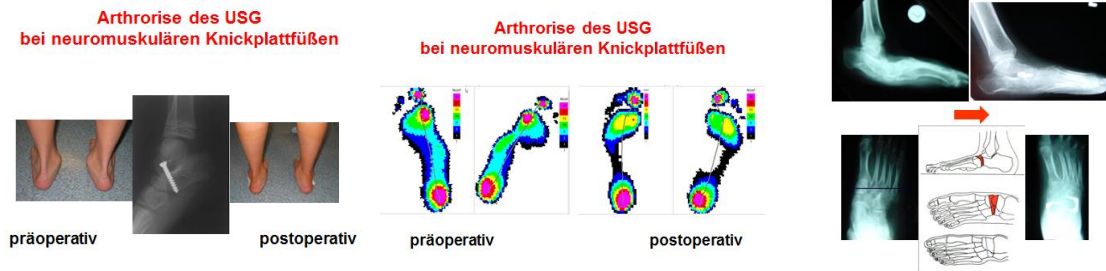 Arthrorise des USG
bei neuromuskulären Knickplattfüßen
präoperativ
postoperativ
Arthrorise des USG
bei neuromuskulären Knickplattfüßen
präoperativ
postoperativ